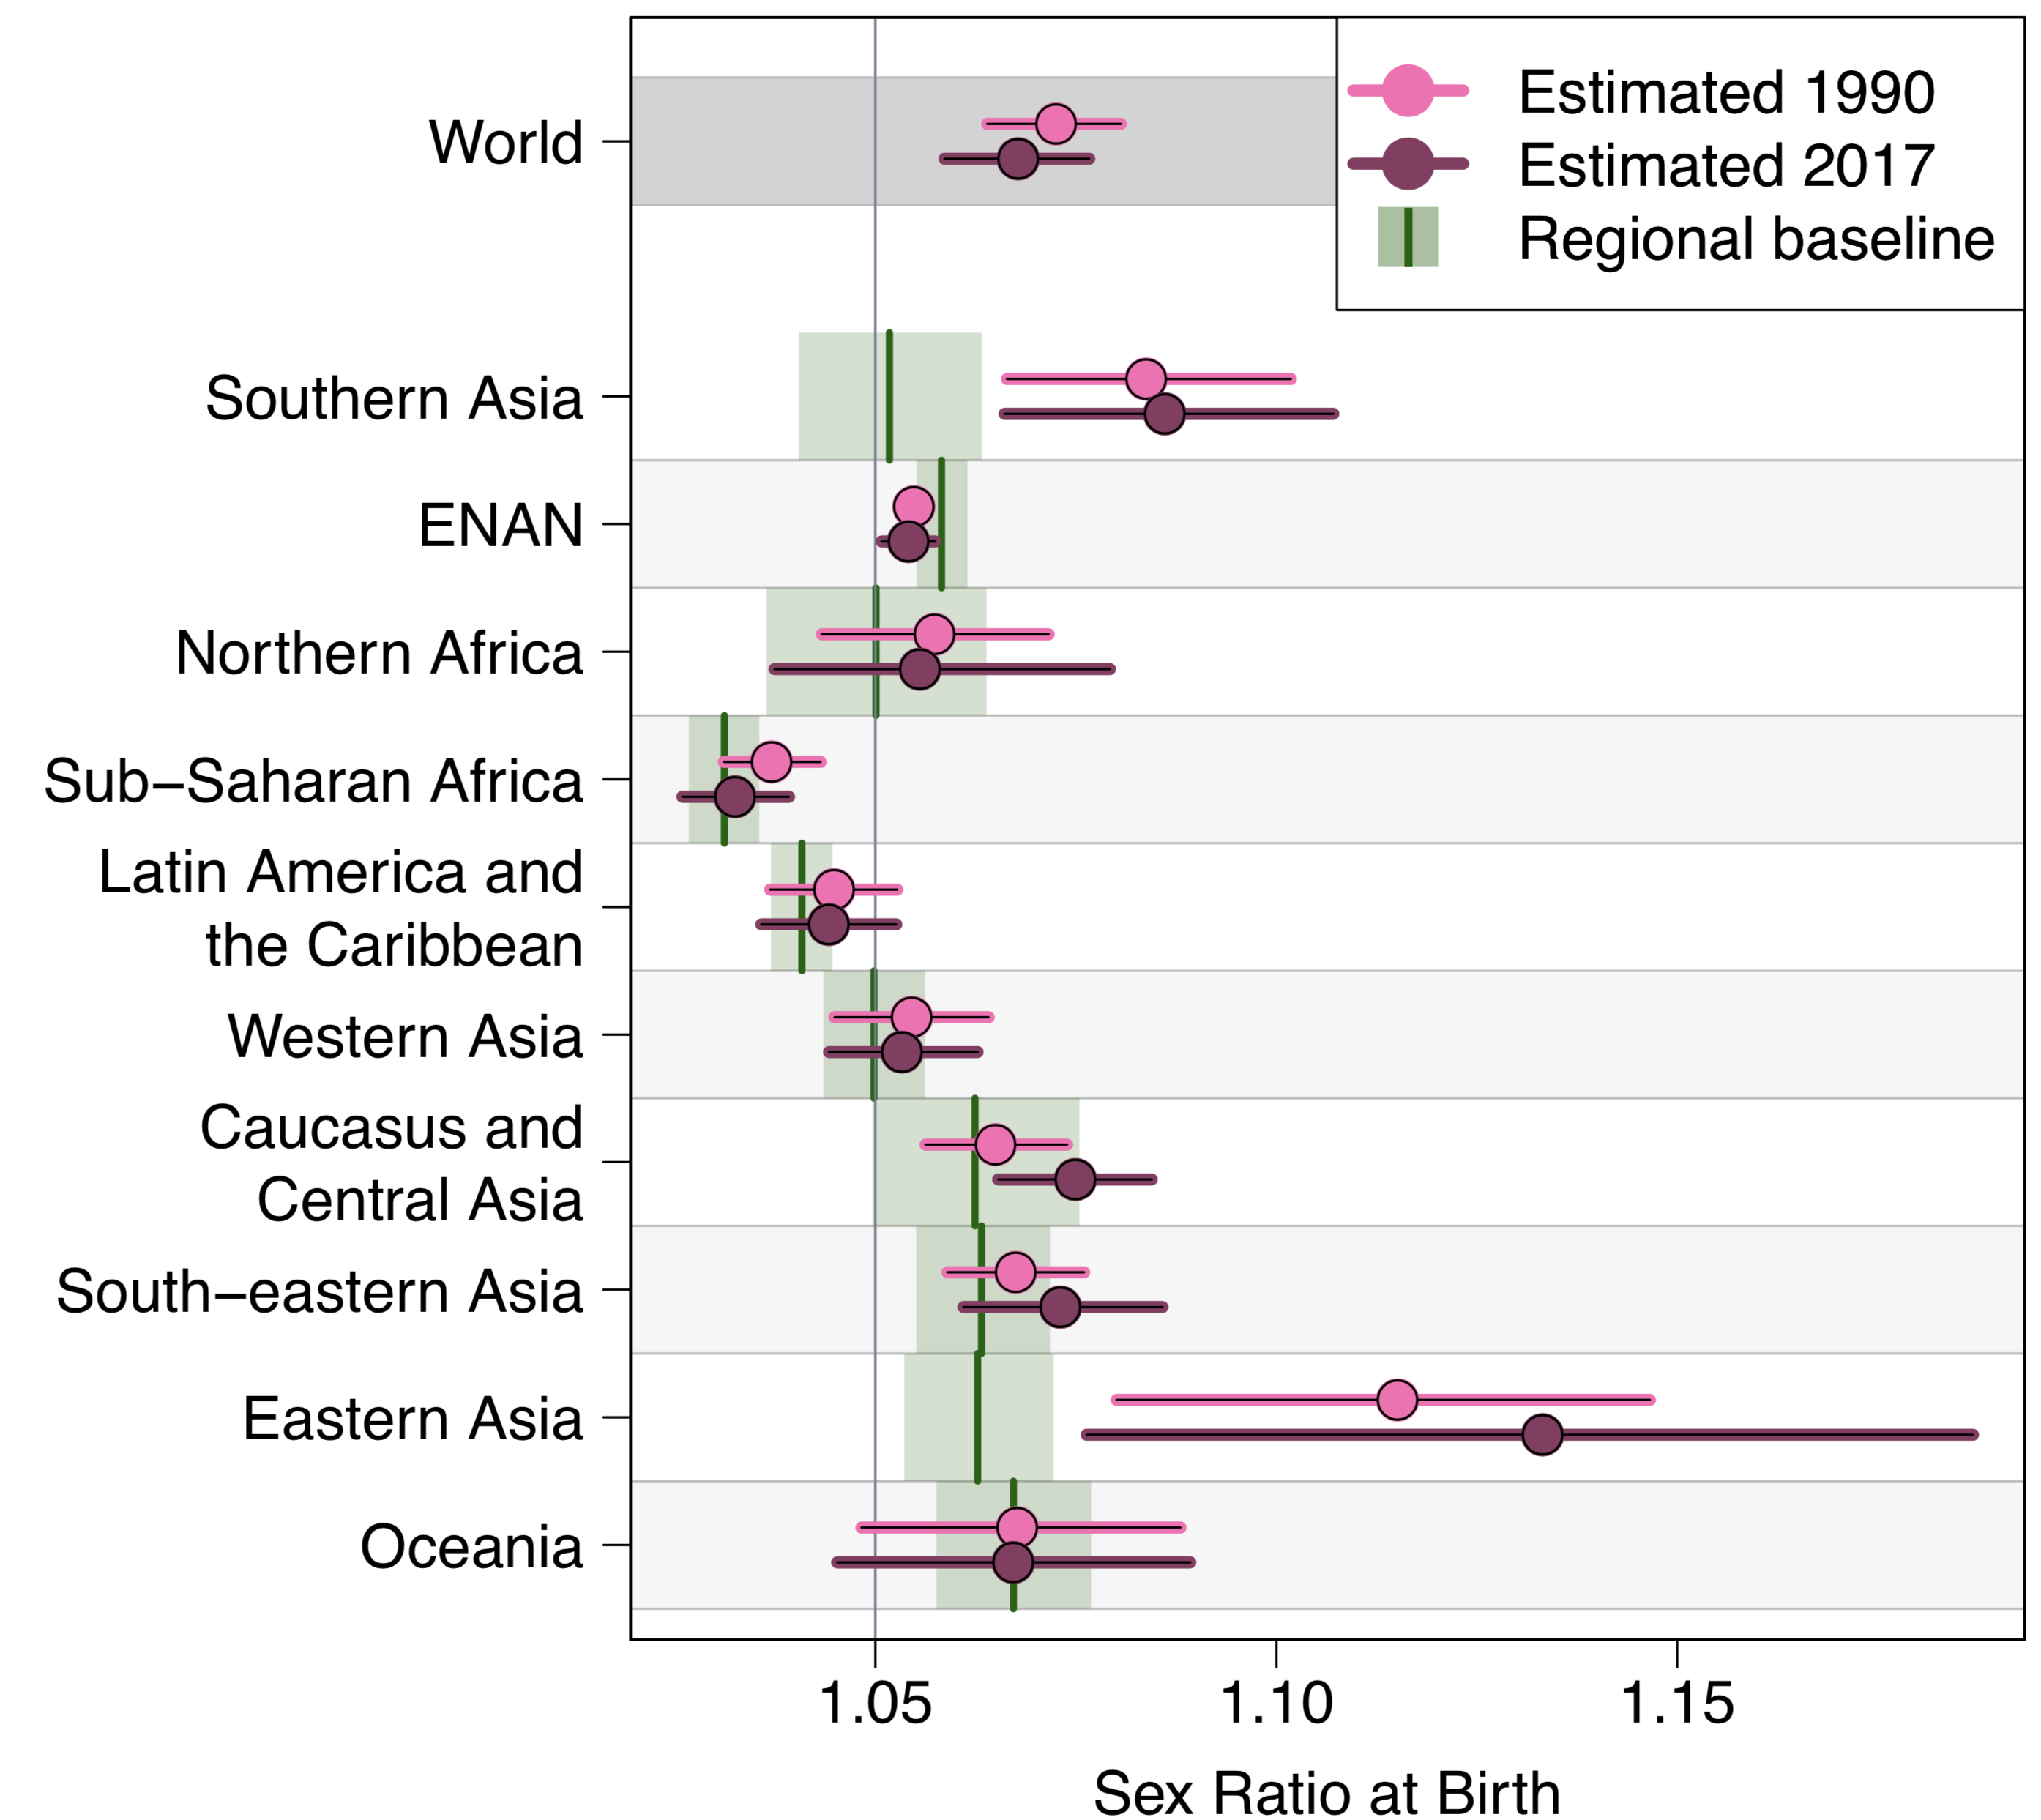 Estimated 1990
Estimated 2017
Regional baseline
World
Southern Asia
ENAN
Northern Africa
Sub−Saharan Africa
Latin America and
the Caribbean
Western Asia
Caucasus and
Central Asia
South−eastern Asia
Eastern Asia
Oceania
1.05 1.10 1.15
Sex Ratio at Birth